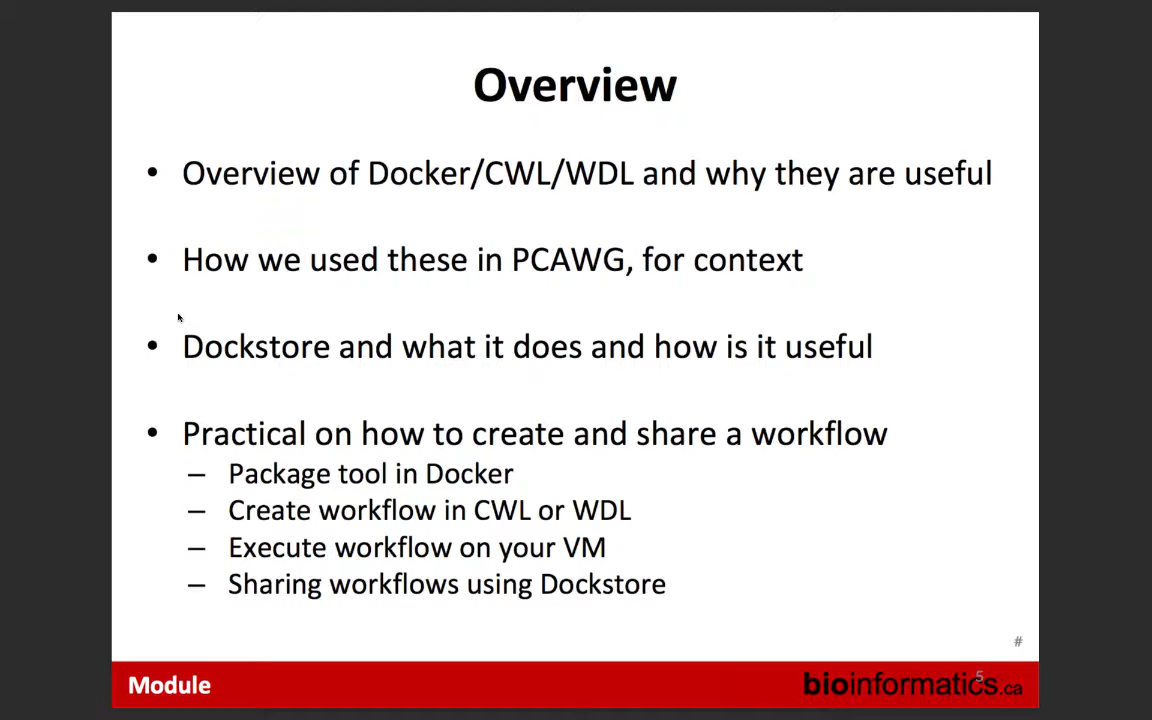 Overview
• Overview of Docker/CWL/WDL and why they are useful
• How we used these in PCAWG, for context
• Dockstore and what it does and how is it useful
• Practical on how to create and share a workflow
– Package tool in Docker
– Create workflow in CWL or WDL
– Execute workflow on your VM
– Sharing workflows using Dockstore
#
5
Module
bioinformatics.ca